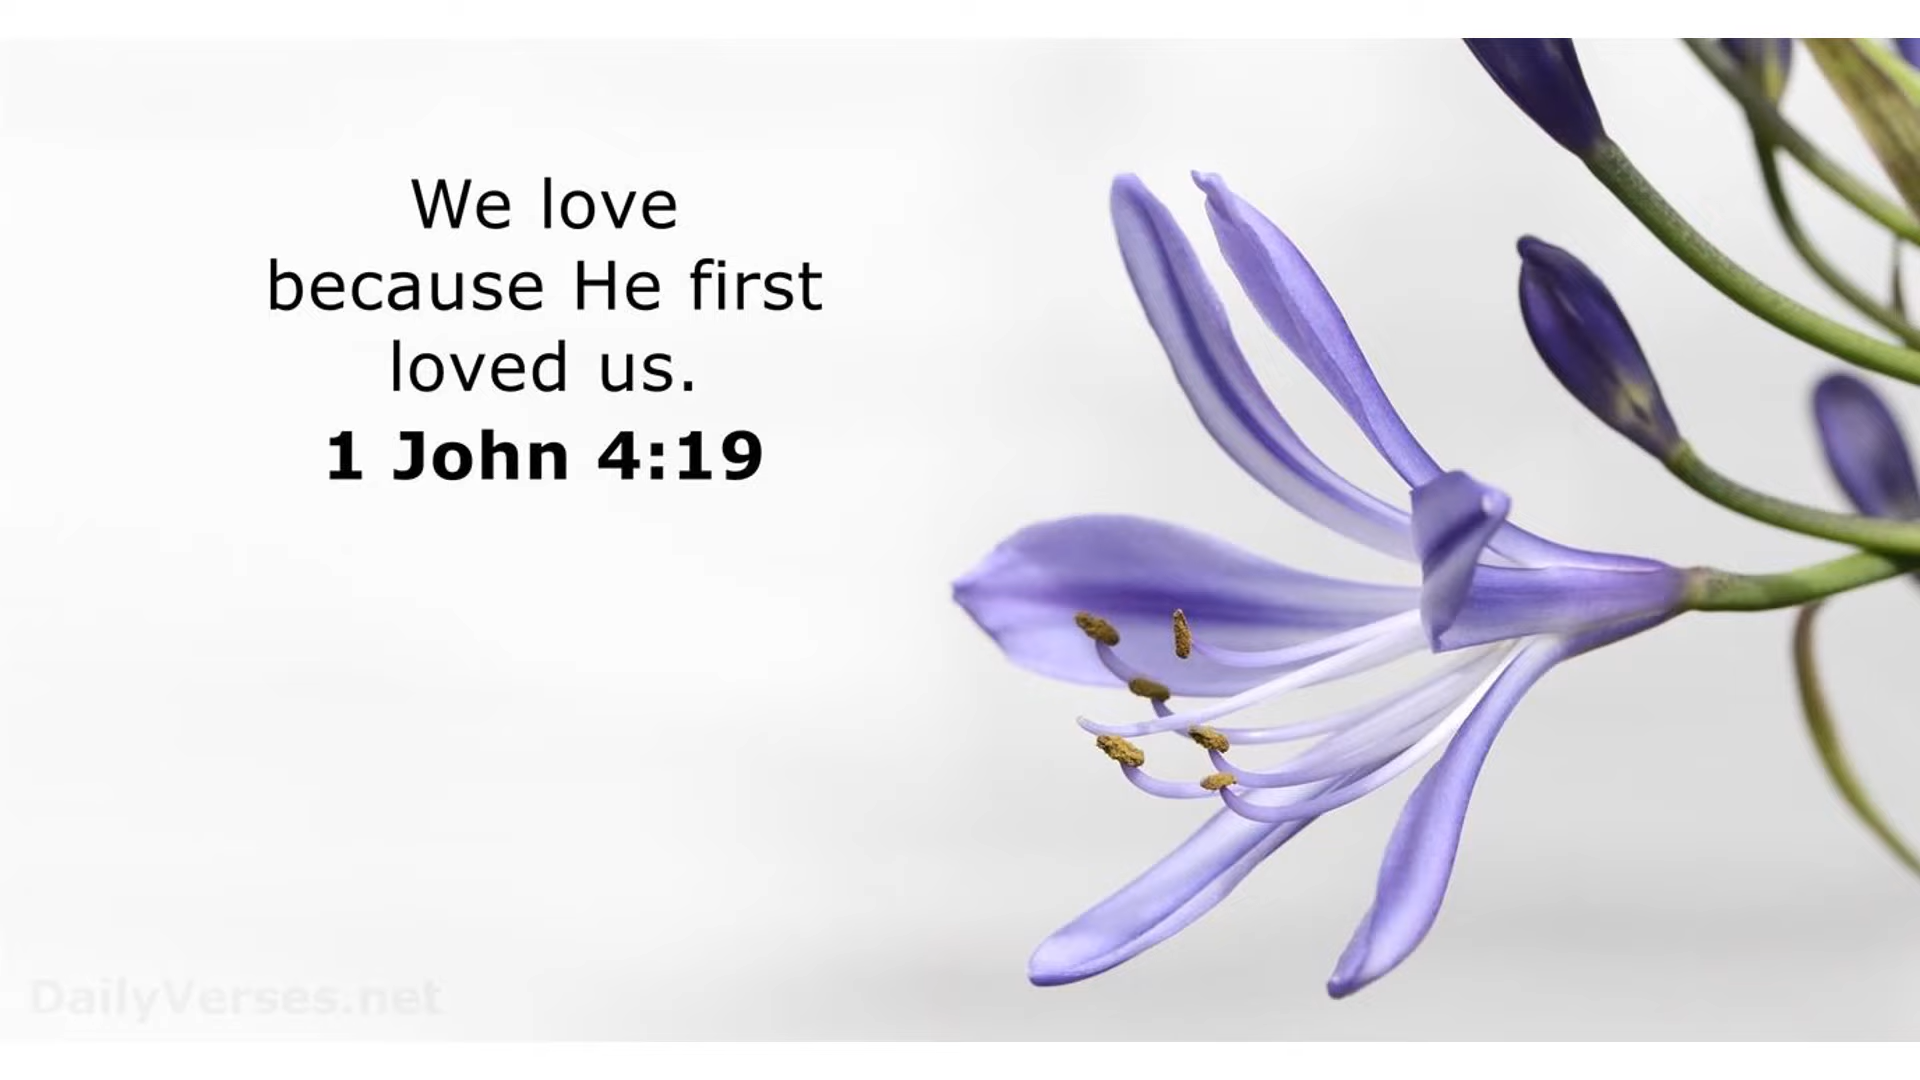 We love
because He first
loved us.
1 John 4:19
DailyVerses.net